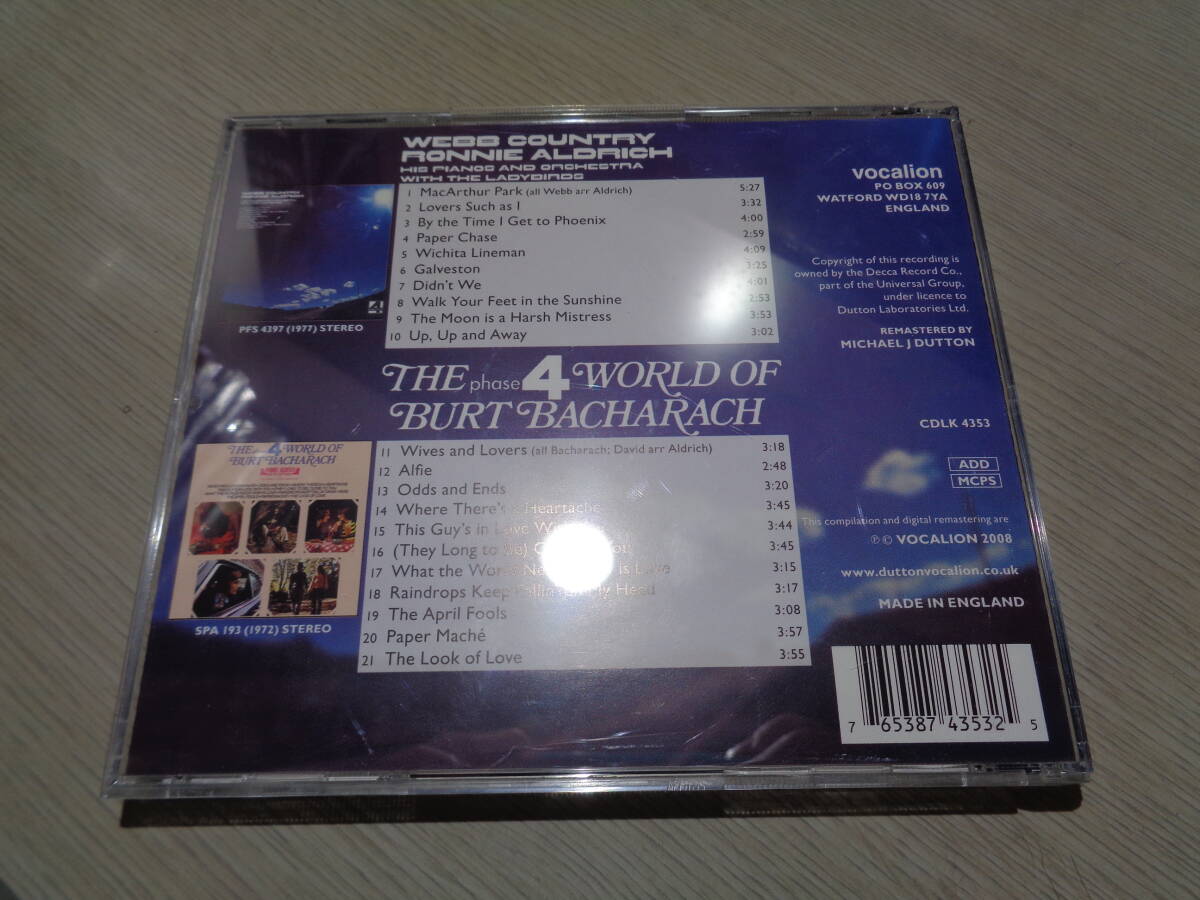 WEBB COUNTRY
RONNIE ALDRICH
HIS PIANOS AND ORCHESTRA
WITH THE LADYBIRDS
1 MacArthur Park (all Webb arr Aldrich) 5:27
2 Lovers Such as I 3:32
3 By the Time I Get to Phoenix 4:00
4 Paper Chase 2:59
5 Wichita Lineman 4:09
6 Galveston 3:25
7 Didn't We 4:01
8 Walk Your Feet in the Sunshine 2:53
9 The Moon is a Harsh Mistress 3:53
10 Up, Up and Away 3:02
PFS 4397 (1977) STEREO
THE phase 4 WORLD OF
BURT BACHARACH
THE 4 WORLD OF
BURT BACHARACH
11 Wives and Lovers (all Bacharach; David arr Aldrich) 3:18
12 Alfie 2:48
13 Odds and Ends 3:20
14 Where There's a Heartache 3:45
15 This Guy's in Love With 3:44
16 (They Long to Be) 3:45
17 What the World is Love 3:15
18 Raindrops Keep Fallin' My Head 3:17
19 The April Fools 3:08
20 Paper Maché 3:57
21 The Look of Love 3:55
SPA 193 (1972) STEREO
vocalion
PO BOX 609
WATFORD WD18 7YA
ENGLAND
Copyright of this recording is
owned by the Decca Record Co.,
part of the Universal Group,
under licence to
Dutton Laboratories Ltd.
REMASTERED BY
MICHAEL J DUTTON
CDLK 4353
ADD
MCPS
This compilation and digital remastering are
℗© VOCALION 2008
www.duttonvocalion.co.uk
MADE IN ENGLAND
7 65387 43532 5